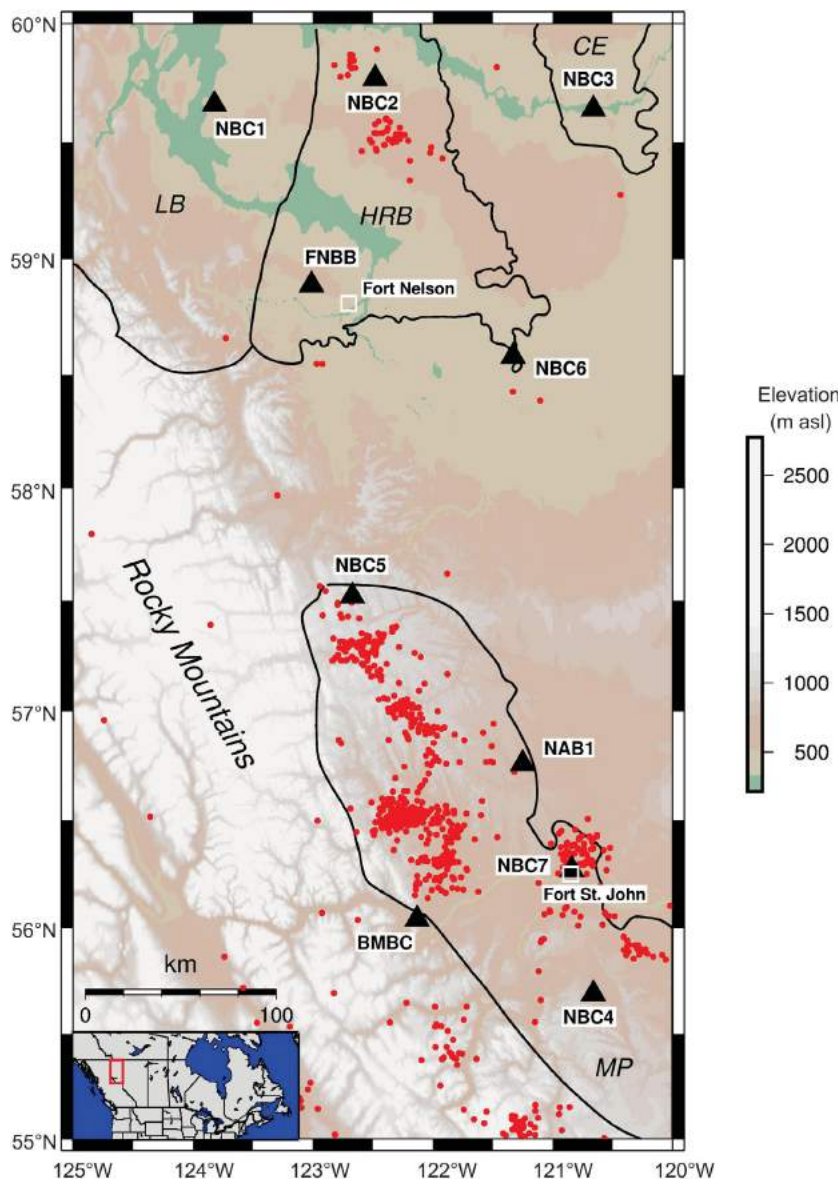 60°N
CE
NBC3
NBC2
NBC1
LB
HRB
59°N
FNBB
Fort Nelson
NBC6
Elevation
(m asl)
58°N
2500
2000
1500
1000
500
NBC5
Rocky Mountains
57°N
NAB1
NBC7
Fort St. John
56°N
BMBC
km
0
100
NBC4
MP
55°N
125°W
124°W
123°W
122°W
121°W
120°W